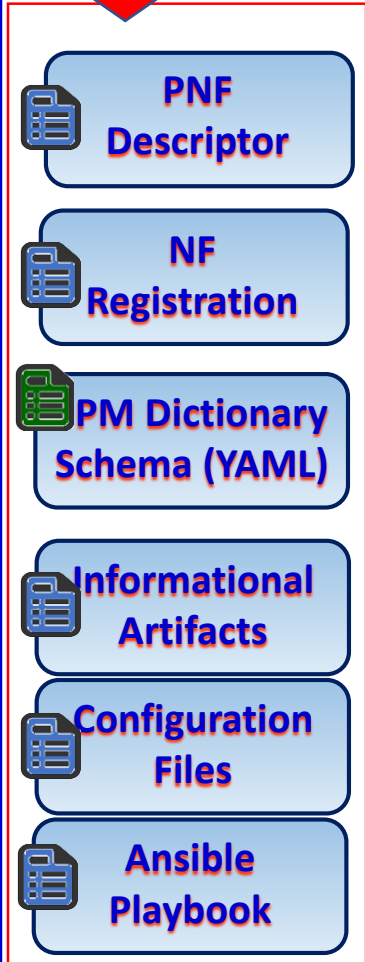 PNF
Descriptor
NF
Registration
PM Dictionary
Schema (YAML)
Informational
Artifacts
Configuration
Files
Ansible
Playbook